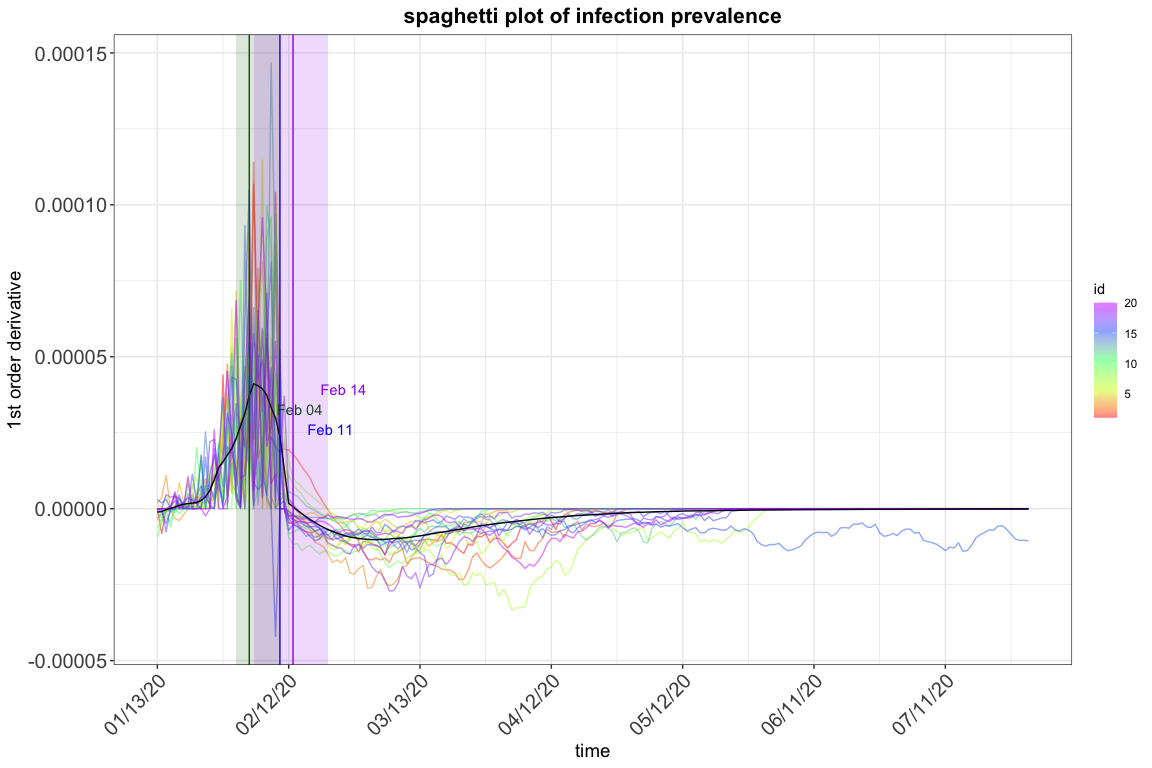 spaghetti plot of infection prevalence
1st order derivative
0.00015
0.00010
0.00005
0.00000
-0.00005
Feb 14
Feb 04
Feb 11
id
20
15
10
5
01/13/20
02/12/20
03/13/20
04/12/20
05/12/20
06/11/20
07/11/20
time